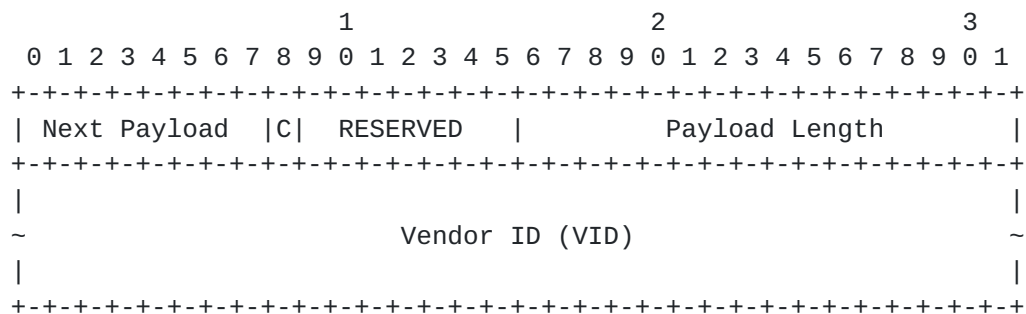 1                   2                   3
 0 1 2 3 4 5 6 7 8 9 0 1 2 3 4 5 6 7 8 9 0 1 2 3 4 5 6 7 8 9 0 1
+-+-+-+-+-+-+-+-+-+-+-+-+-+-+-+-+-+-+-+-+-+-+-+-+-+-+-+-+-+-+-+-+
| Next Payload  |C|  RESERVED   |         Payload Length        |
+-+-+-+-+-+-+-+-+-+-+-+-+-+-+-+-+-+-+-+-+-+-+-+-+-+-+-+-+-+-+-+-+
|                                                               |
~                        Vendor ID (VID)                        ~
|                                                               |
+-+-+-+-+-+-+-+-+-+-+-+-+-+-+-+-+-+-+-+-+-+-+-+-+-+-+-+-+-+-+-+-+